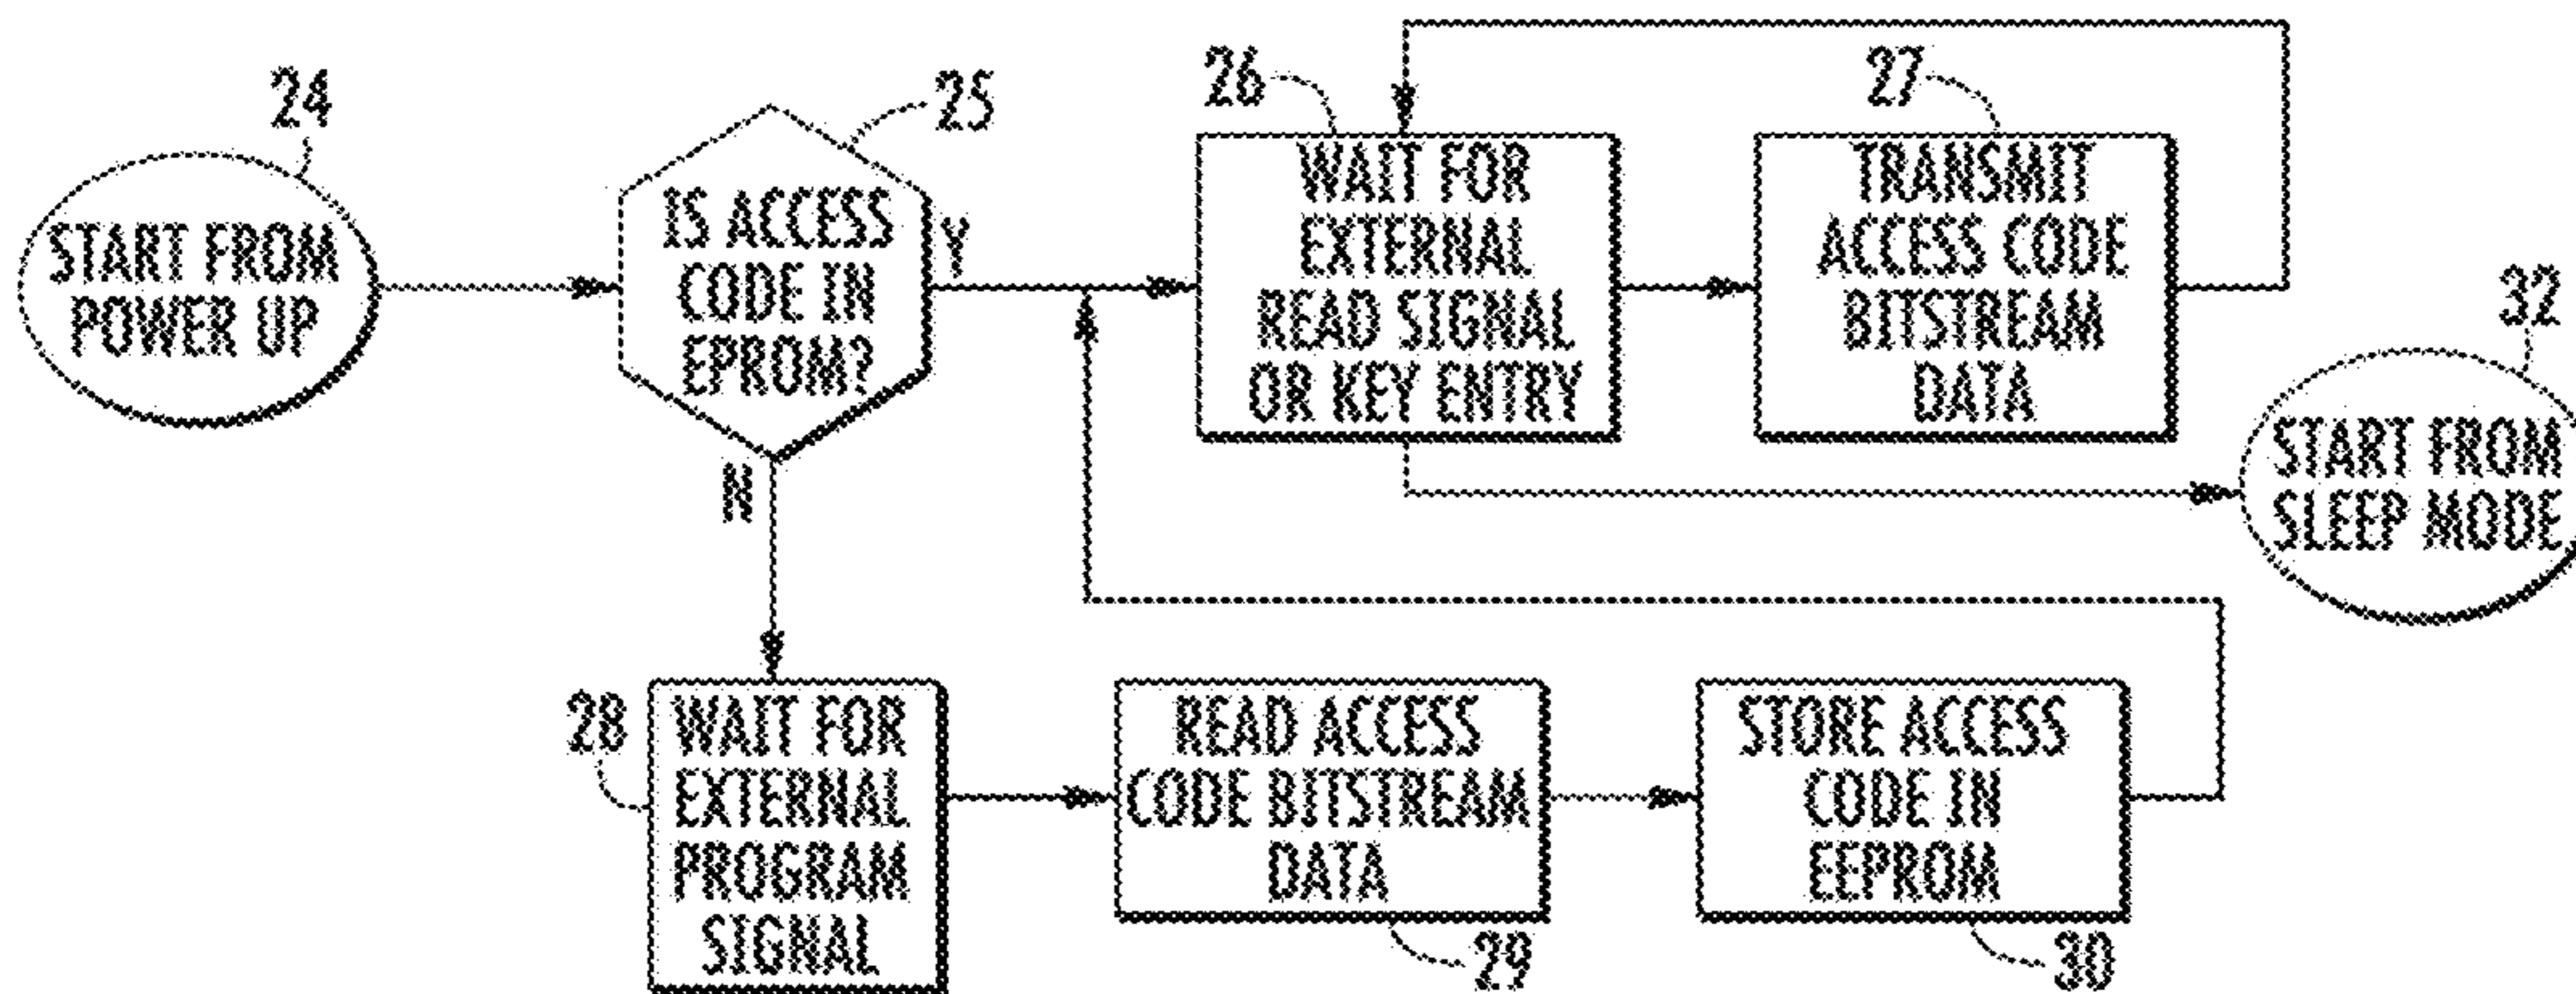 24
START FROM
POWER UP
25
IS ACCESS
CODE IN
EPROM?
Y
N
26
WAIT FOR
EXTERNAL
READ SIGNAL
OR KEY ENTRY
27
TRANSMIT
ACCESS CODE
BITSTREAM
DATA
32
START FROM
SLEEP MODE
28
WAIT FOR
EXTERNAL
PROGRAM
SIGNAL
READ ACCESS
CODE BITSTREAM
DATA
29
STORE ACCESS
CODE IN
EEPROM
30